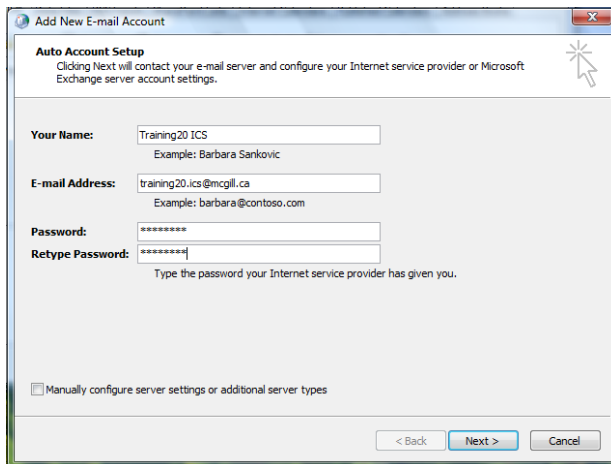 Add New E-mail Account
Auto Account Setup
Clicking Next will contact your e-mail server and configure your Internet service provider or Microsoft
Exchange server account settings.
Your Name: Training20 ICS
Example: Barbara Sankovic
E-mail Address: training20.ics@mcgill.ca
Example: barbara@contoso.com
Password: ********
Retype Password: ********
Type the password your Internet service provider has given you.
Manually configure server settings or additional server types
< Back Next > Cancel